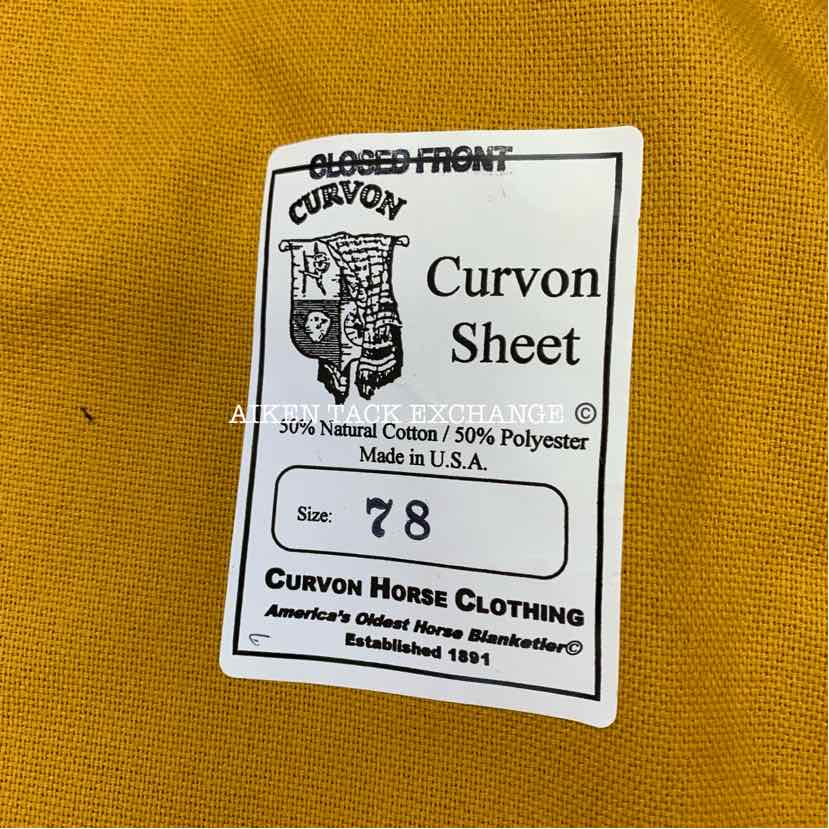 CLOSED FRONT
CURVON
Curvon
Sheet
AIKEN TACK EXCHANGE ©
50% Natural Cotton / 50% Polyester
Made in U.S.A.
Size: 78
CURVON HORSE CLOTHING
America's Oldest Horse Blanketier©
Established 1891